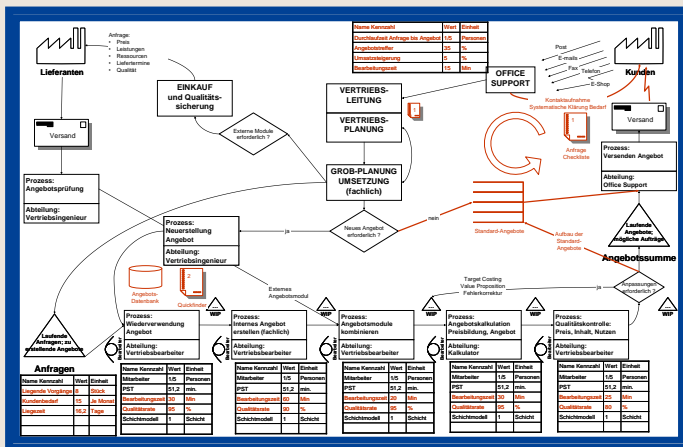 Anfrage:
• Preis
• Leistungen
• Ressourcen
• Liefertermine
• Qualität
Lieferanten
Name Kennzahl Wert Einheit
Durchlaufzeit Anfrage bis Angebot 1/5 Personen
Angebotstreffer 35 %
Umsatzsteigerung 5 %
Bearbeitungszeit 15 Min
Post
E-mails
Fax
Telefon
E-Shop
Kunden
OFFICE
SUPPORT
EINKAUF
und Qualitäts-
sicherung
VERTRIEBS-
LEITUNG
VERTRIEBS-
PLANUNG
1
Kontaktaufnahme
Systematische Klärung Bedarf
1
Anfrage
Checkliste
Versand
Versand
Externe Module
erforderlich ?
Prozess:
Versenden Angebot
Abteilung:
Office Support
GROB-PLANUNG
UMSETZUNG
(fachlich)
Prozess:
Angebotsprüfung
Abteilung:
Vertriebsingenieur
Prozess:
Neuerstellung
Angebot
Abteilung:
Vertriebsingenieur
ja
Neues Angebot
erforderlich ?
nein
Standard-Angebote
Aufbau der
Standard-
Angebote
Laufende
Angebote;
mögliche Aufträge
Angebotssumme
Angebots-
Datenbank
2
Quickfinder
Externes
Angebotsmodul
Target Costing
Value Proposition
Fehlerkorrektur
ja
Anpassungen
erforderlich ?
Laufende
Anfragen; zu
erstellende Angebote
Anfragen
... WIP
... WIP
... WIP
... WIP
... WIP
Prozess:
Wiederverwendung
Angebot
Abteilung:
Vertriebsbearbeiter
Prozess:
Internes Angebot
erstellen (fachlich)
Abteilung:
Vertriebsbearbeiter
Prozess:
Angebotsmodule
kombinieren
Abteilung:
Vertriebsbearbeiter
Prozess:
Angebotskalkulation
Preisbildung, Angebot
Abteilung:
Kalkulator
Prozess:
Qualitätskontrolle:
Preis, Inhalt, Nutzen
Abteilung:
Vertriebsbearbeiter
Bearbeiter
Bearbeiter
Bearbeiter
Bearbeiter
Bearbeiter
Name Kennzahl Wert Einheit
Liegende Vorgänge 8 Stück
Kundenbedarf 15 Je Monat
Liegezeit 16,2 Tage
Name Kennzahl Wert Einheit
Mitarbeiter 1/5 Personen
PST 51,2 min.
Bearbeitungszeit 30 Min
Qualitätsrate 95 %
Schichtmodell 1 Schicht
Name Kennzahl Wert Einheit
Mitarbeiter 1/5 Personen
PST 51,2 min.
Bearbeitungszeit 60 Min
Qualitätsrate 90 %
Schichtmodell 1 Schicht
Name Kennzahl Wert Einheit
Mitarbeiter 1/5 Personen
PST 51,2 min.
Bearbeitungszeit 20 Min
Qualitätsrate 95 %
Schichtmodell 1 Schicht
Name Kennzahl Wert Einheit
Mitarbeiter 1/5 Personen
PST 51,2 min.
Bearbeitungszeit 30 Min
Qualitätsrate 95 %
Schichtmodell 1 Schicht
Name Kennzahl Wert Einheit
Mitarbeiter 1/5 Personen
PST 51,2 min.
Bearbeitungszeit 25 Min
Qualitätsrate 80 %
Schichtmodell 1 Schicht